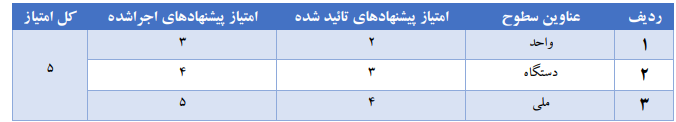 ردیف عناوین سطوح امتیاز پیشنهادهای تائید شده امتیاز پیشنهادهای اجراشده کل امتیاز
۱ واحد ۲ ۳ ۵
۲ دستگاه ۳ ۴
۳ ملی ۴ ۵